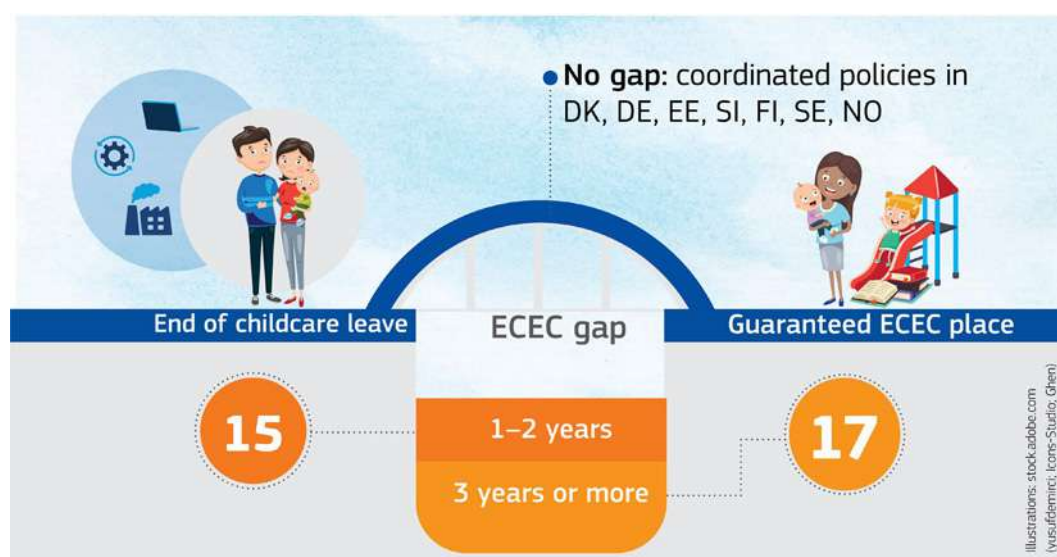 No gap: coordinated policies in
DK, DE, EE, SI, FI, SE, NO
End of childcare leave
ECEC gap
Guaranteed ECEC place
15
1–2 years
17
3 years or more
Illustrations: stock.adobe.com
(yusufdemirci; Icons-Studio; Ghen)